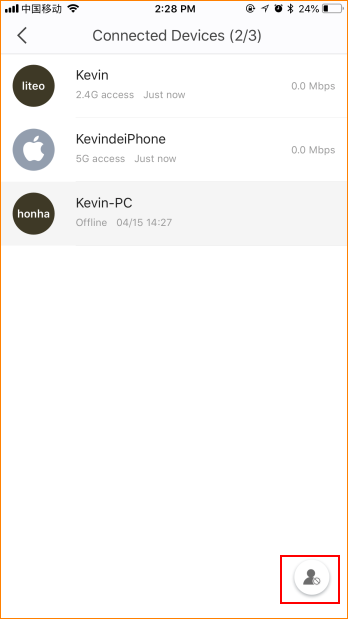 中国移动 2:28 PM 24%
Connected Devices (2/3)
liteo Kevin
2.4G access Just now 0.0 Mbps
KevindeiPhone
5G access Just now 0.0 Mbps
honha Kevin-PC
Offline 04/15 14:27